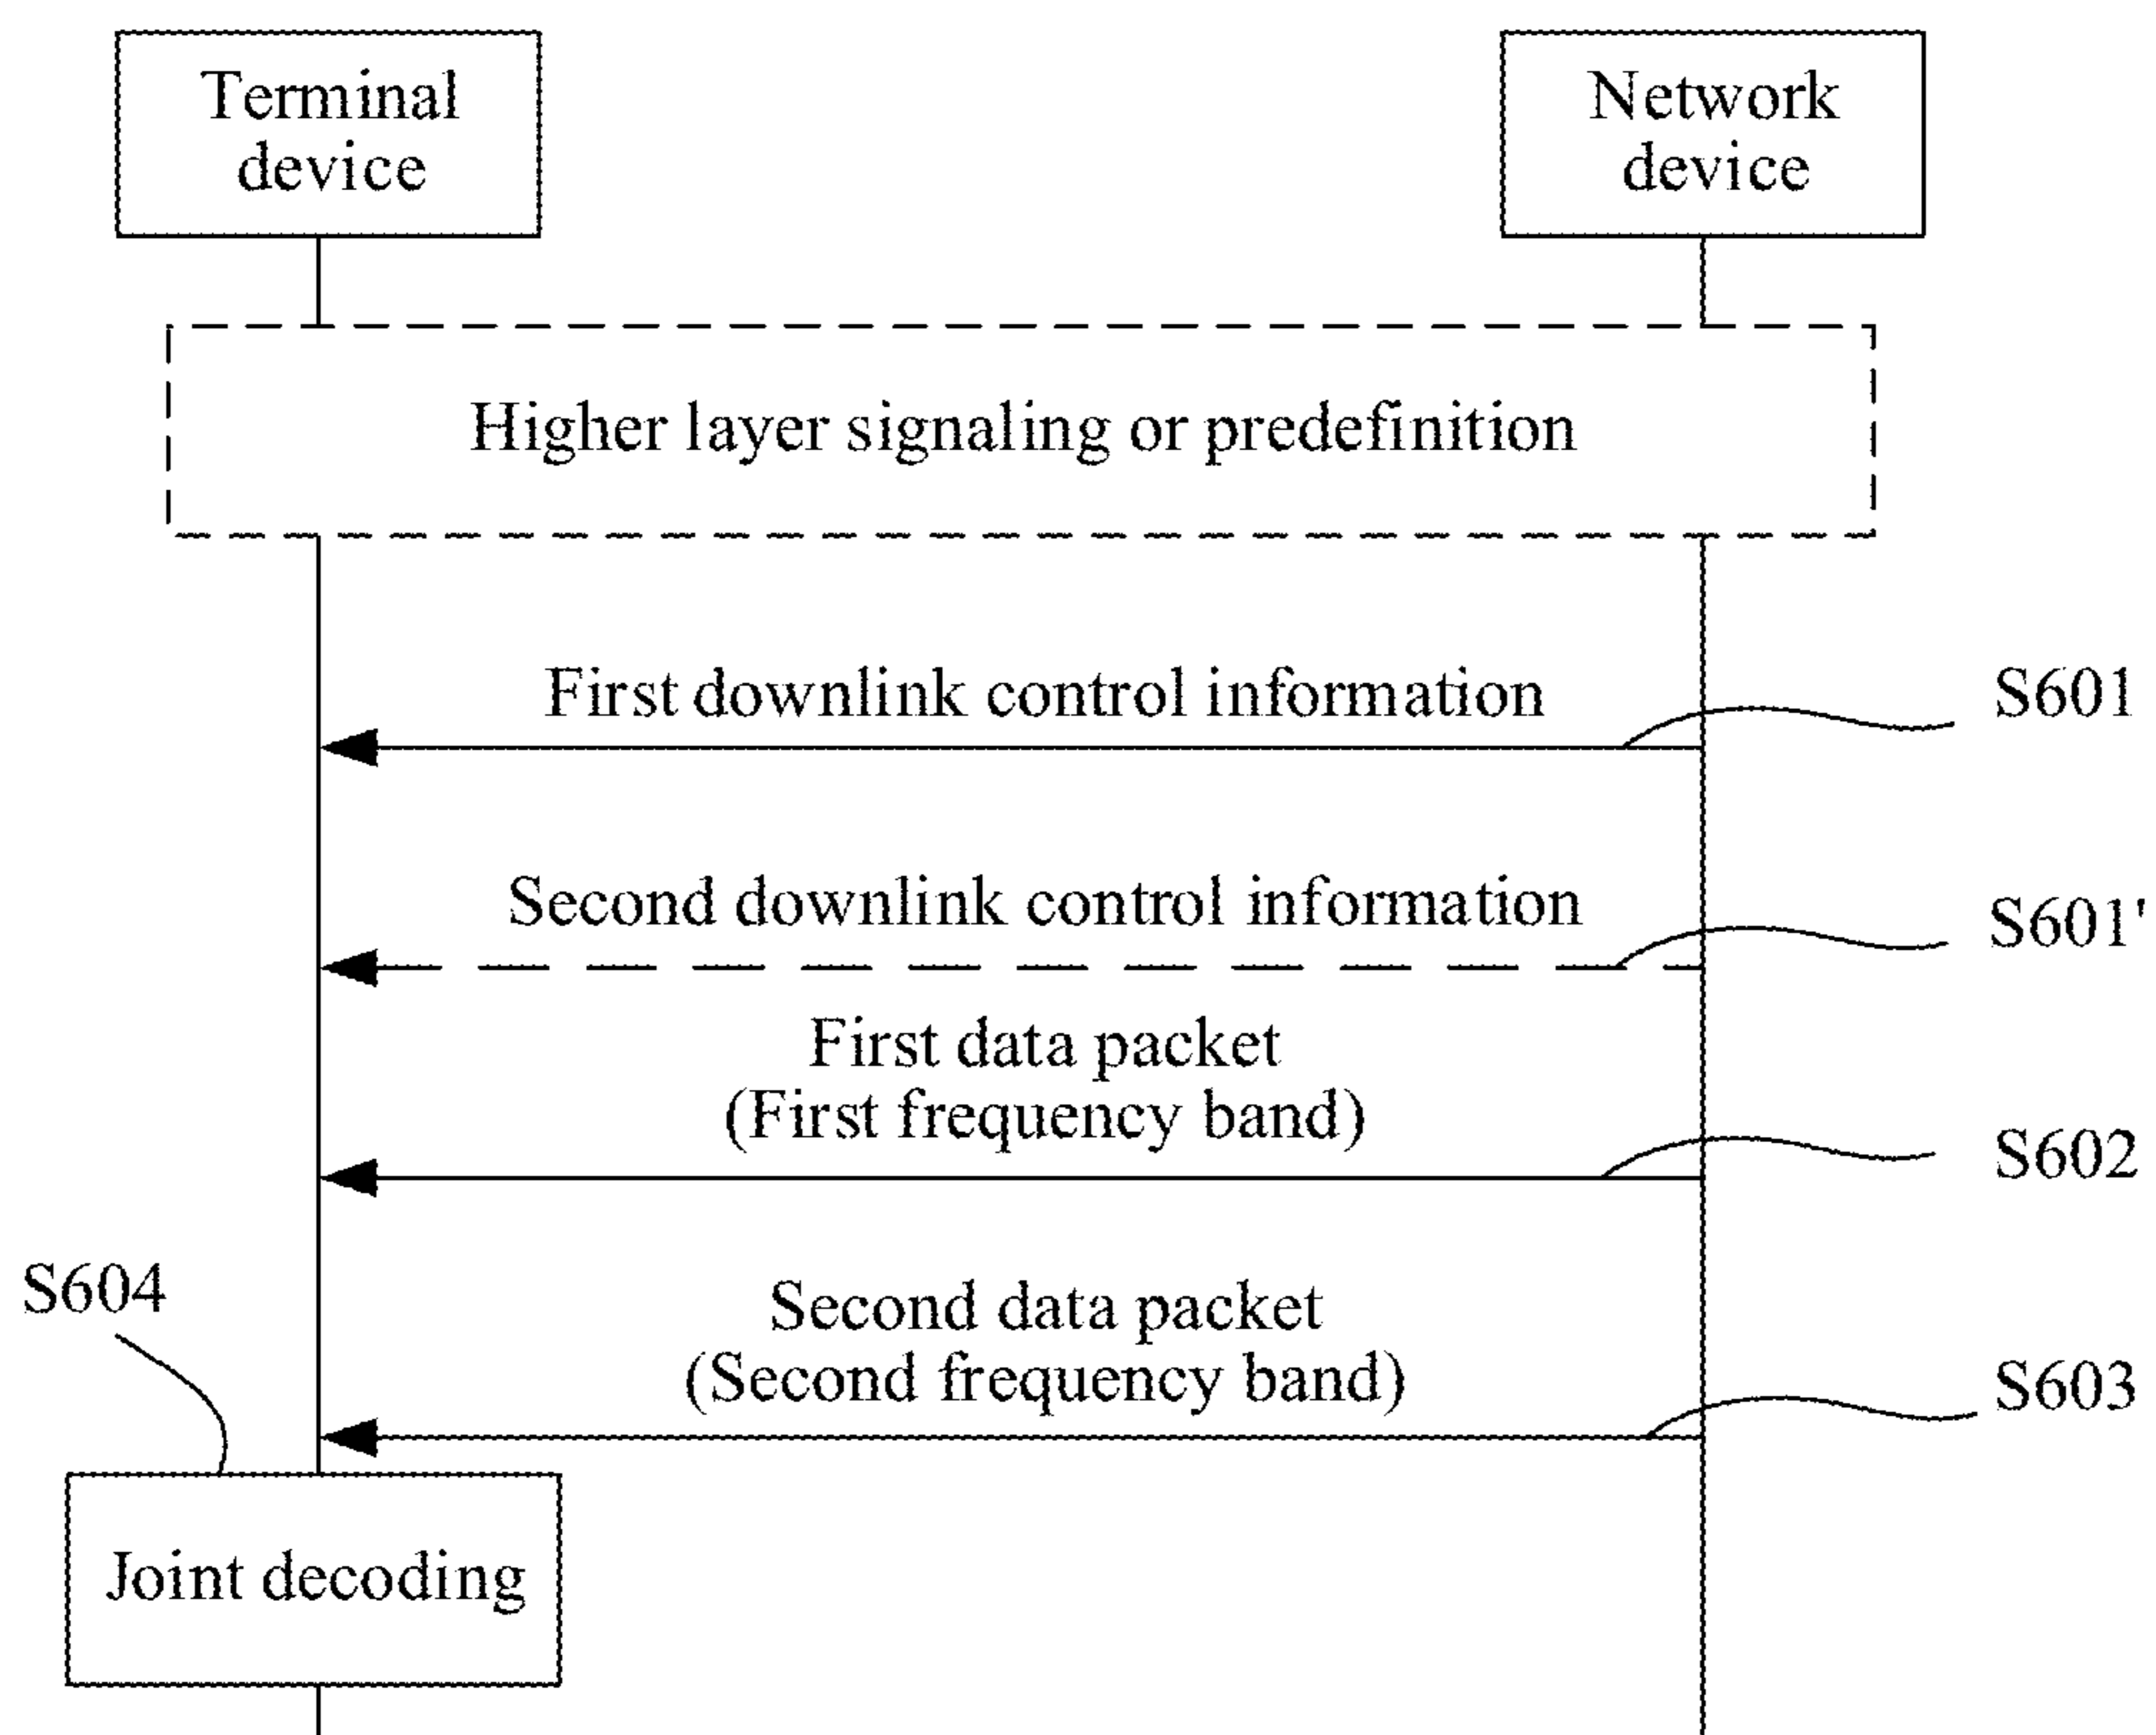 Terminal
device
Network
device
Higher layer signaling or predefinition
First downlink control information
S601
Second downlink control information
S601'
First data packet
(First frequency band)
S602
S604
Second data packet
(Second frequency band)
S603
Joint decoding